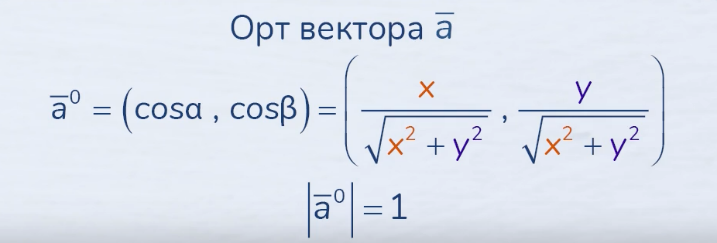 Орт вектора a̅
a̅⁰ = (cosα , cosβ) = ( x / √(x² + y²) , y / √(x² + y²) )
|a̅⁰| = 1